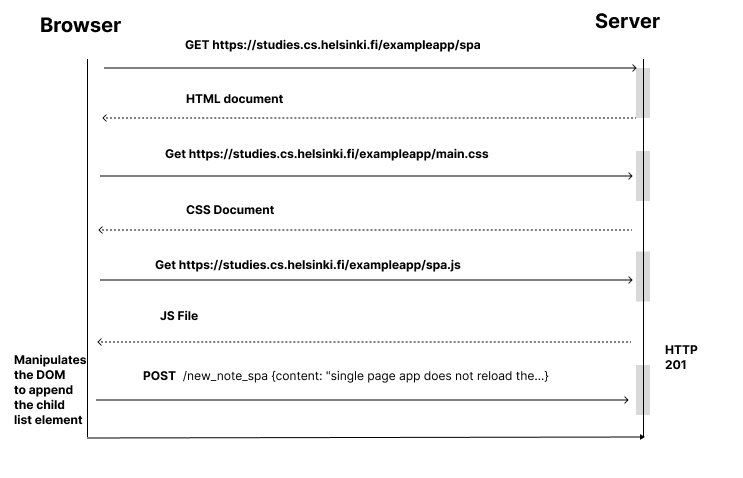 Browser
Server
GET https://studies.cs.helsinki.fi/exampleapp/spa
HTML document
Get https://studies.cs.helsinki.fi/exampleapp/main.css
CSS Document
Get https://studies.cs.helsinki.fi/exampleapp/spa.js
JS File
HTTP
201
Manipulates
the DOM
to append
the child
list element
POST /new_note_spa {content: "single page app does not reload the...}